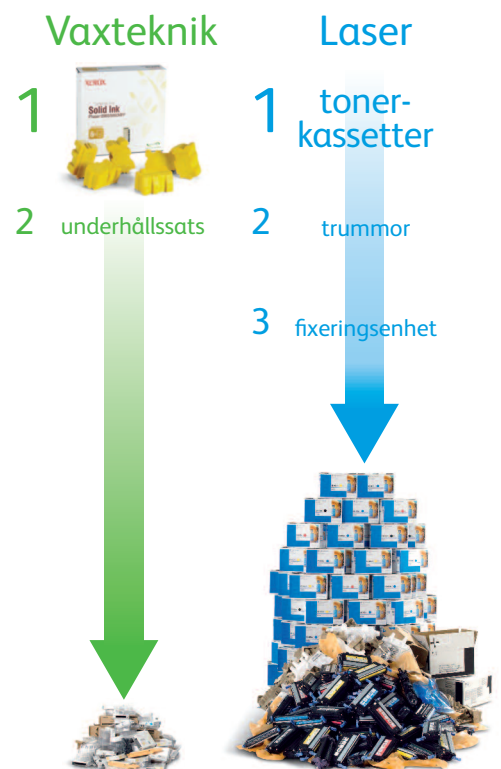 Vaxteknik
1
XEROX
Solid Ink
2 underhållssats
Laser
1 toner-
kassetter
2 trummor
3 fixeringsenhet